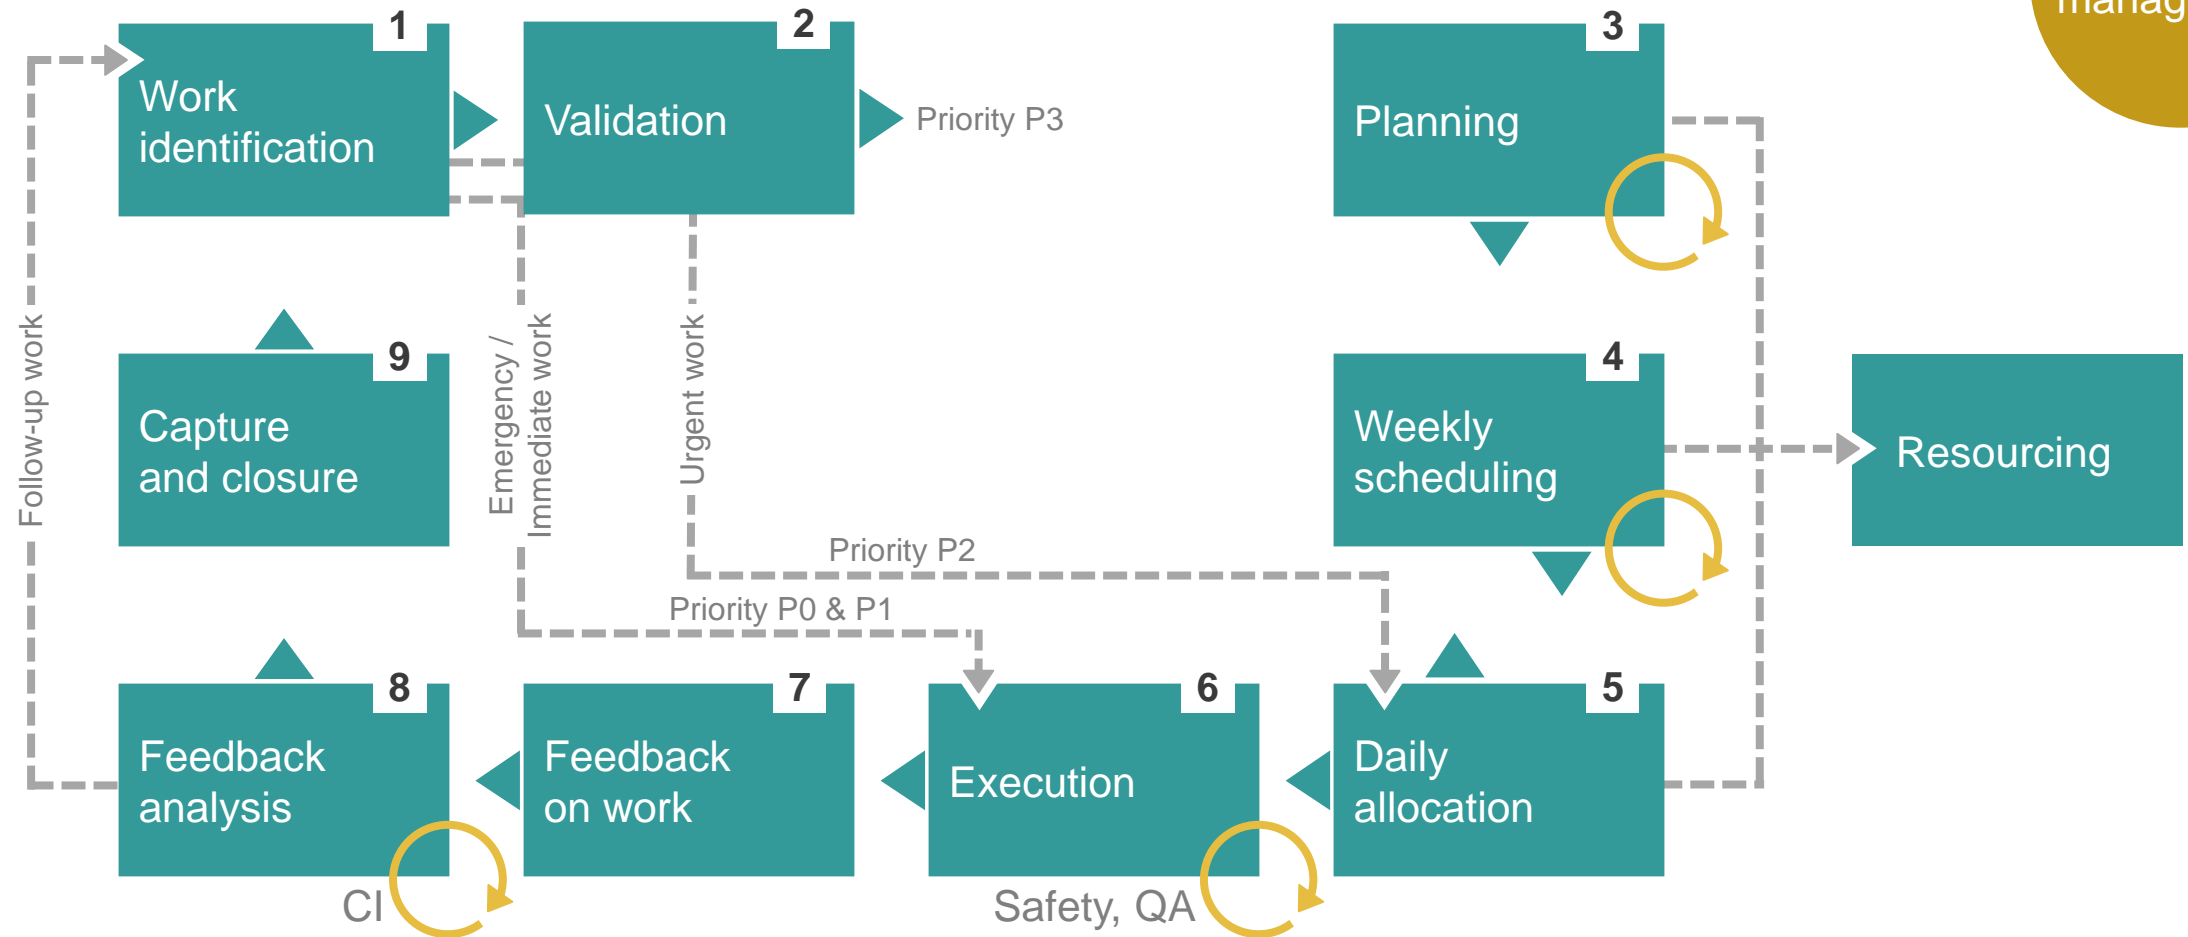 1
Work
identification
2
Validation
Priority P3
3
Planning
Follow-up work
9
Capture
and closure
Emergency /
Immediate work
Urgent work
4
Weekly
scheduling
Resourcing
Priority P2
Priority P0 & P1
8
Feedback
analysis
CI
7
Feedback
on work
6
Execution
Safety, QA
5
Daily
allocation